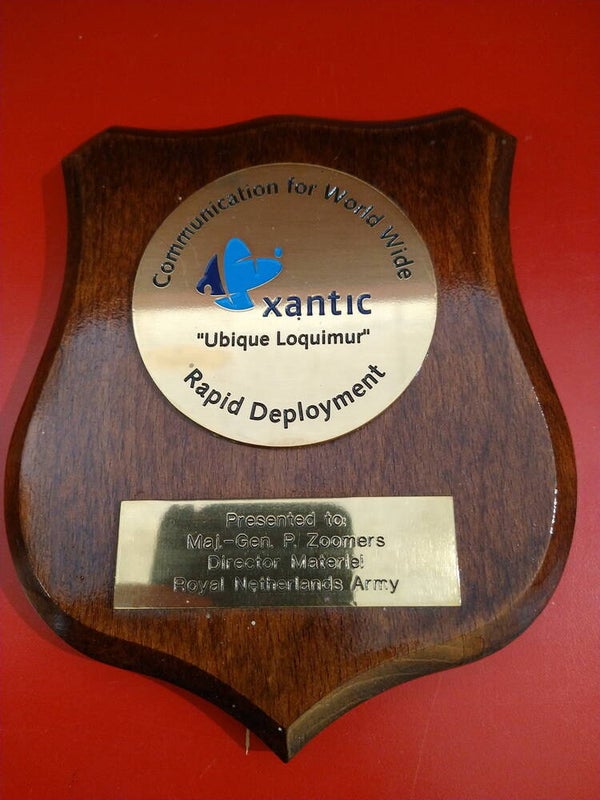 Communication for World Wide
xantic
"Ubique Loquimur"
Rapid Deployment
Presented to:
Maj.-Gen. P. Zoomers
Director Materiel
Royal Netherlands Army